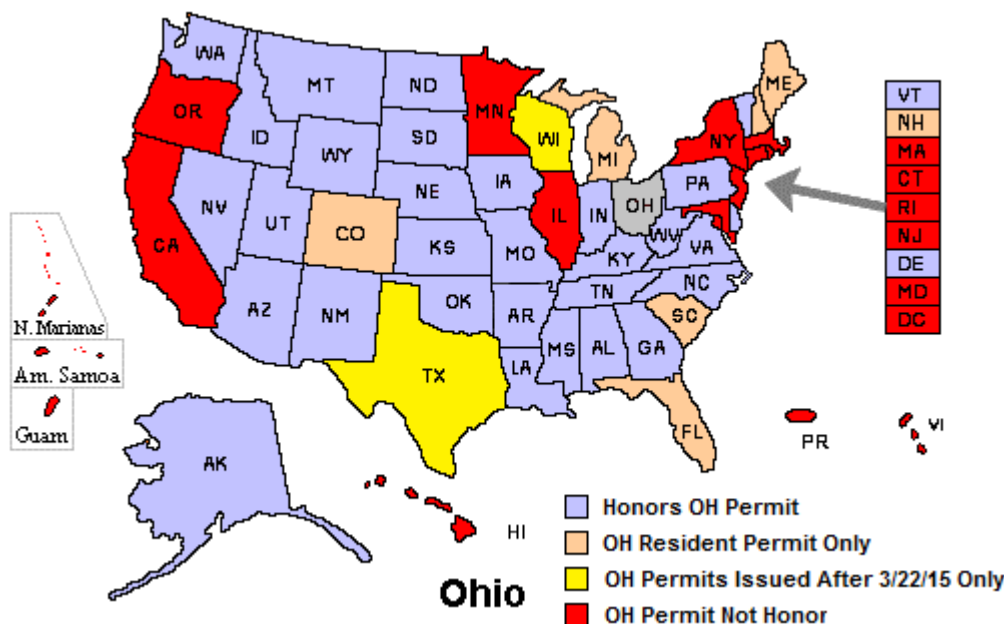 WA
MT
ND
MN
ME
OR
ID
SD
WI
NY
WY
MI
IA
PA
NE
NV
UT
CO
IL
IN
OH
WV
VA
CA
KS
MO
KY
NC
AZ
NM
OK
TN
AR
SC
MS
AL
GA
LA
TX
FL
AK
HI
PR
VI
N. Marianas
Am. Samoa
Guam
VT
NH
MA
CT
RI
NJ
DE
MD
DC
Honors OH Permit
OH Resident Permit Only
OH Permits Issued After 3/22/15 Only
OH Permit Not Honor
Ohio